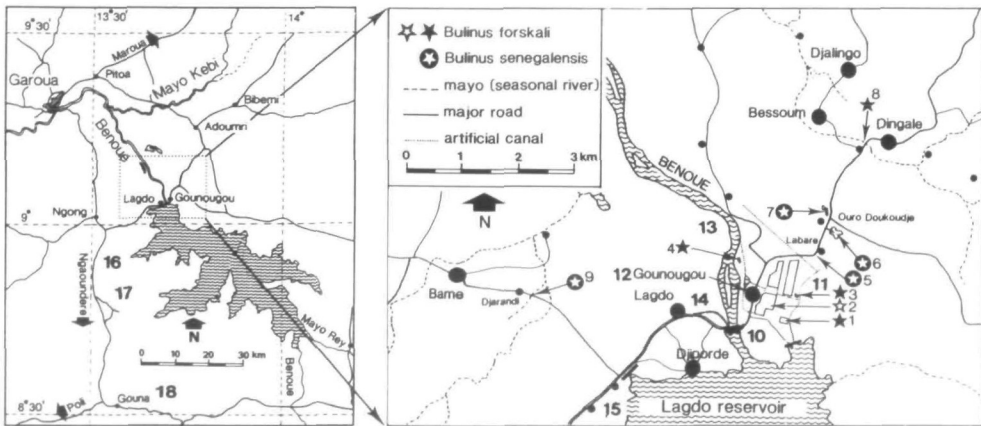 13° 30'
14°
9° 30'
Maroua
Pitoa
Mayo Kebi
Garoua
Bibemi
Adoumri
Benoué
Lagdo
Gounougou
Ngong
9°
16
17
Ngaoundere
N
Mayo Rey
0 10 20 30 km
18
Benoue
Poli
Gouna
8° 30'
Bulinus forskali
Bulinus senegalensis
mayo (seasonal river)
major road
artificial canal
0 1 2 3 km
N
Djalingo
8
Bessoum
Dingale
BENOUE
7
Ouro Doukoudje
13
Labare
4
6
12
Gounougou
11
5
9
3
Bame
Djarandi
Lagdo
14
2
10
1
Djiporde
15
Lagdo reservoir